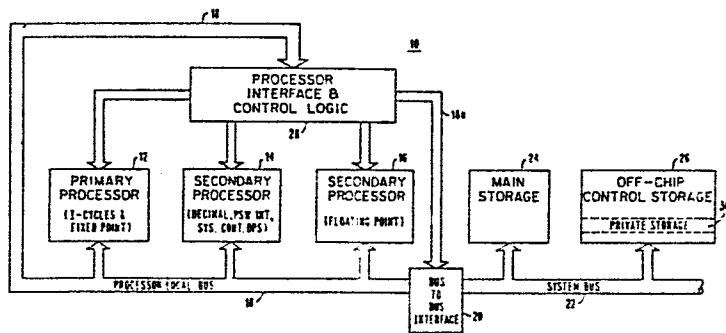 18
10
PROCESSOR
INTERFACE &
CONTROL LOGIC
28
18a
12
PRIMARY
PROCESSOR
(I-CYCLES &
FIXED POINT)
14
SECONDARY
PROCESSOR
(DECIMAL, PSW INT,
SYS. CONT. OPS)
16
SECONDARY
PROCESSOR
(FLOATING POINT)
24
MAIN
STORAGE
26
OFF-CHIP
CONTROL STORAGE
PRIVATE STORAGE
PROCESSOR LOCAL BUS
18
BUS
TO
BUS
INTERFACE
20
SYSTEM BUS
22